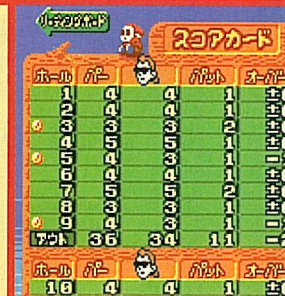 スコアカード
ホール パー パット オーバ
1 4 4 1 ±
2 4 4 1 ±
3 3 3 2 ±
4 5 5 1 ±
5 4 3 1 -
6 4 4 1 ±
7 5 5 2 ±
8 3 3 1 ±
9 4 3 1 -
アウト 36 34 11 -2
ホール パー パット オーバ
10 4 4 1 ±